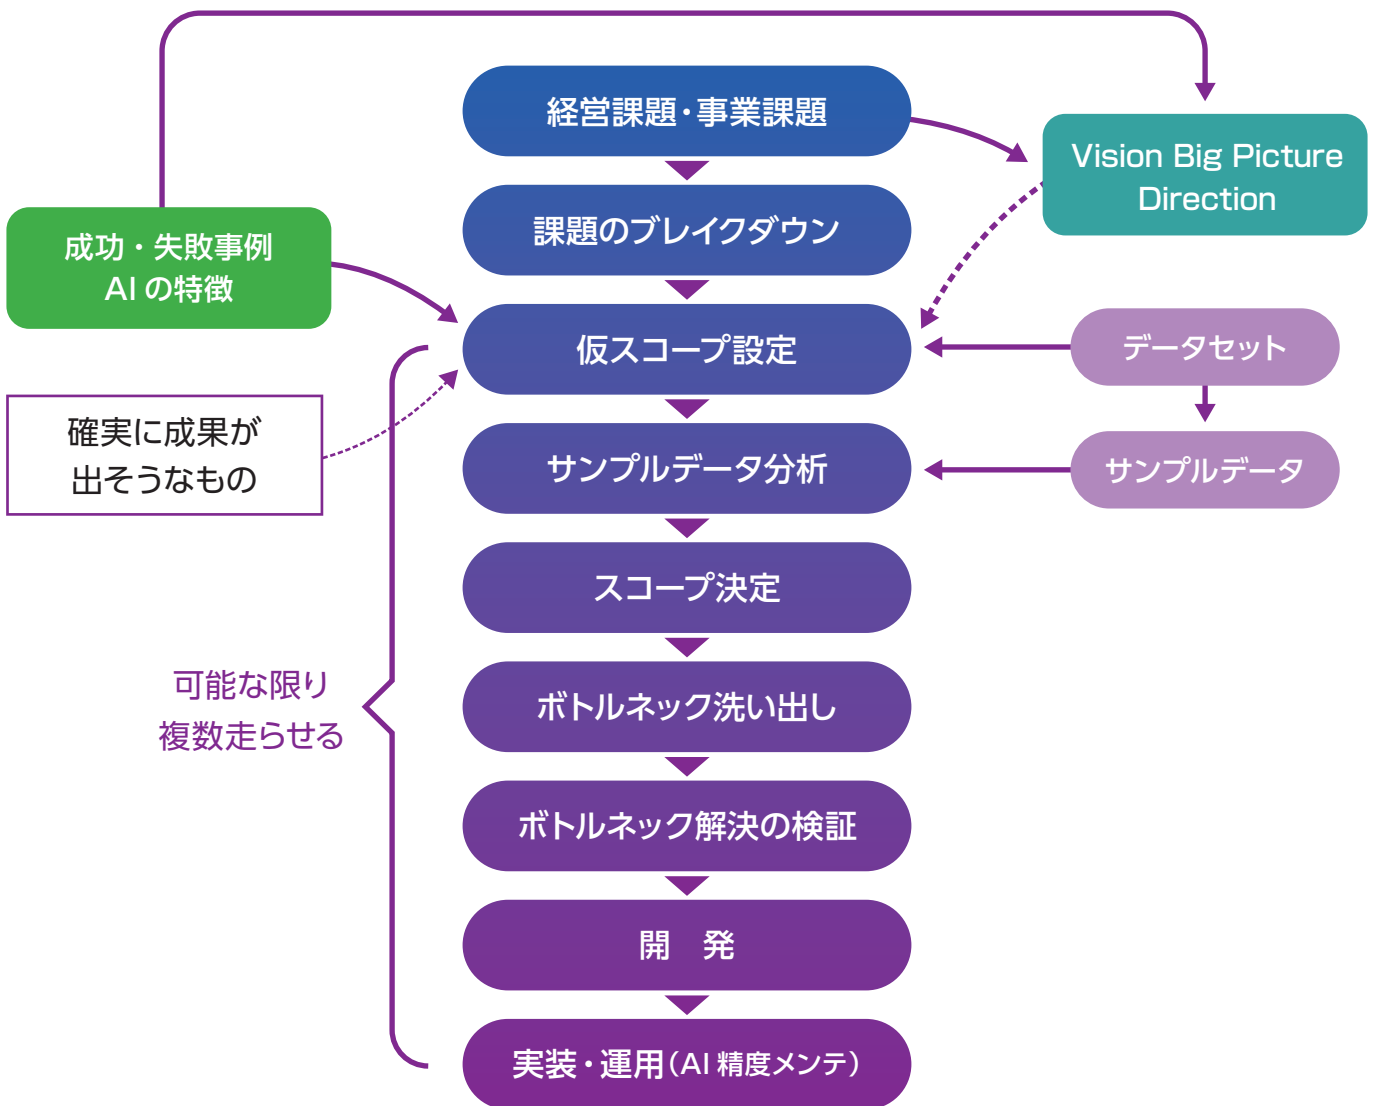 経営課題・事業課題
Vision Big Picture
Direction
課題のブレイクダウン
成功・失敗事例
AI の特徴
仮スコープ設定
データセット
確実に成果が
出そうなもの
サンプルデータ分析
サンプルデータ
スコープ決定
可能な限り
複数走らせる
ボトルネック洗い出し
ボトルネック解決の検証
開　発
実装・運用（AI 精度メンテ）